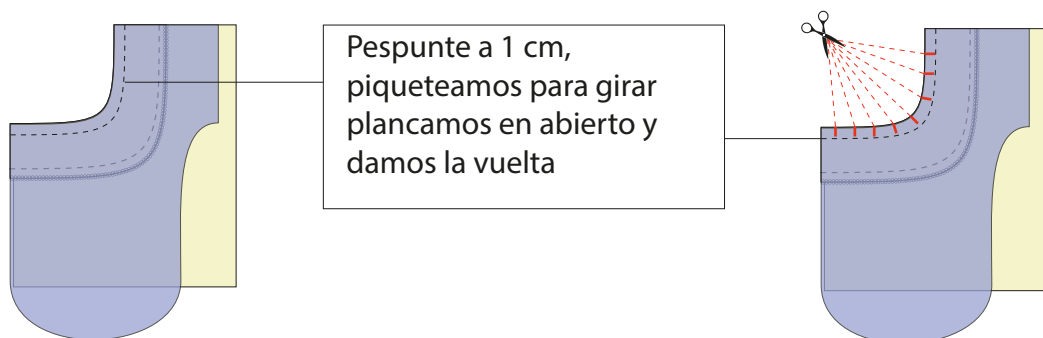 Pespunte a 1 cm,
piqueteamos para girar
plancamos en abierto y
damos la vuelta